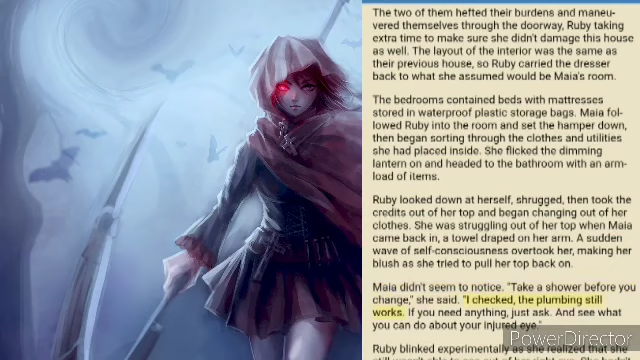 The two of them hefted their burdens and maneu-
vered themselves through the doorway, Ruby taking
extra time to make sure she didn't damage this house
as well. The layout of the interior was the same as
their previous house, so Ruby carried the dresser
back to what she assumed would be Maia's room.
The bedrooms contained beds with mattresses
stored in waterproof plastic storage bags. Maia fol-
lowed Ruby into the room and set the hamper down,
then began sorting through the clothes and utilities
she had placed inside. She flicked the dimming
lantern on and headed to the bathroom with an arm-
load of items.
Ruby looked down at herself, shrugged, then took the
credits out of her top and began changing out of her
clothes. She was struggling out of her top when Maia
came back in, a towel draped on her arm. A sudden
wave of self-consciousness overtook her, making her
blush as she tried to pull her top back on.
Maia didn't seem to notice. "Take a shower before you
change," she said. "I checked, the plumbing still
works. If you need anything, just ask. And see what
you can do about your injured eye."
PowerDirector
Ruby blinked experimentally as she realized that she